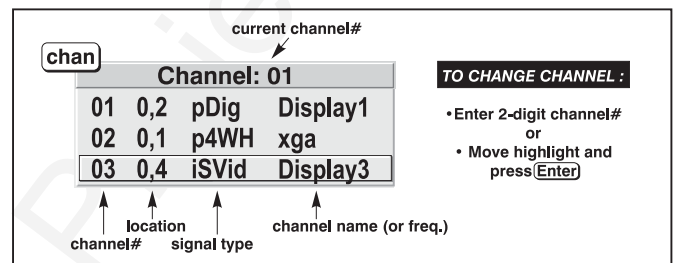 current channel#
chan
Channel: 01
01 0,2 pDig Display1
02 0,1 p4WH xga
03 0,4 iSVid Display3
channel#
location
signal type
channel name (or freq.)
TO CHANGE CHANNEL :
•Enter 2-digit channel#
or
• Move highlight and
press Enter